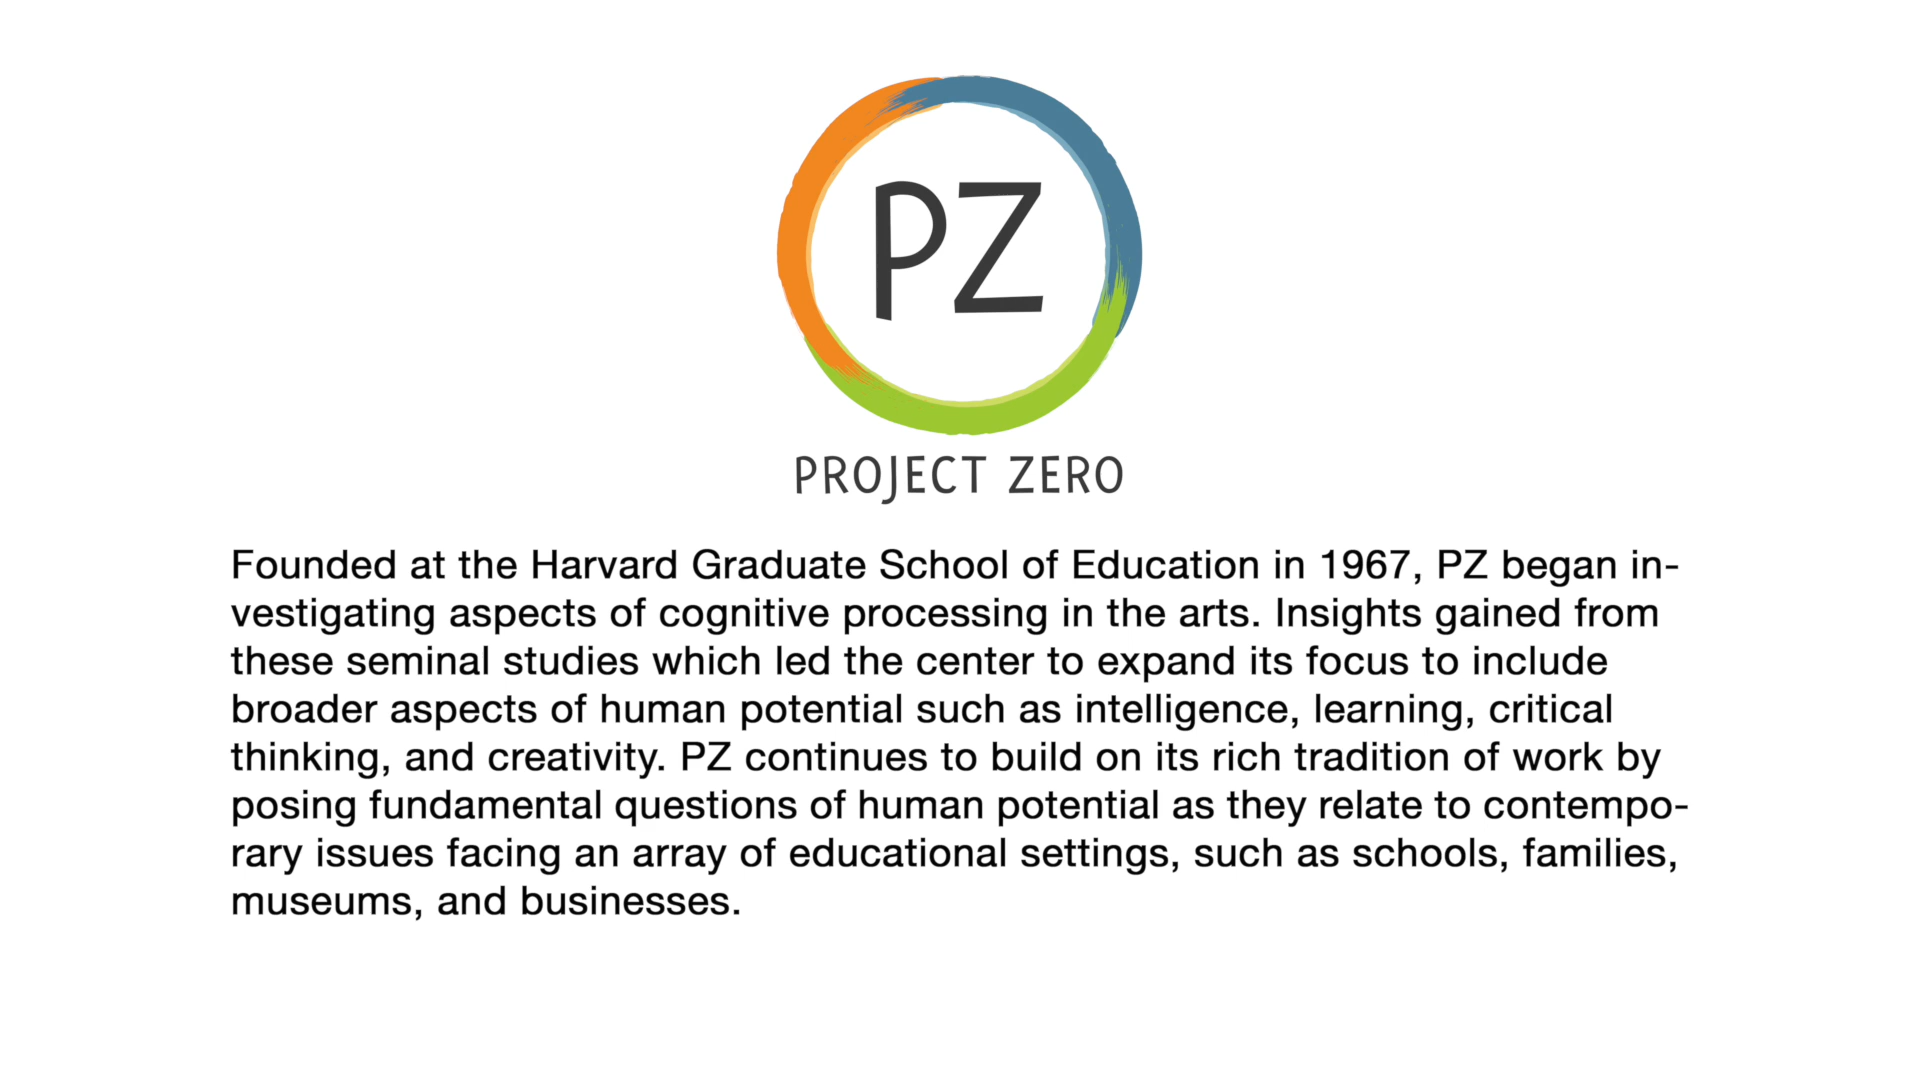 PZ
PROJECT ZERO
Founded at the Harvard Graduate School of Education in 1967, PZ began in-
vestigating aspects of cognitive processing in the arts. Insights gained from
these seminal studies which led the center to expand its focus to include
broader aspects of human potential such as intelligence, learning, critical
thinking, and creativity. PZ continues to build on its rich tradition of work by
posing fundamental questions of human potential as they relate to contempo-
rary issues facing an array of educational settings, such as schools, families,
museums, and businesses.